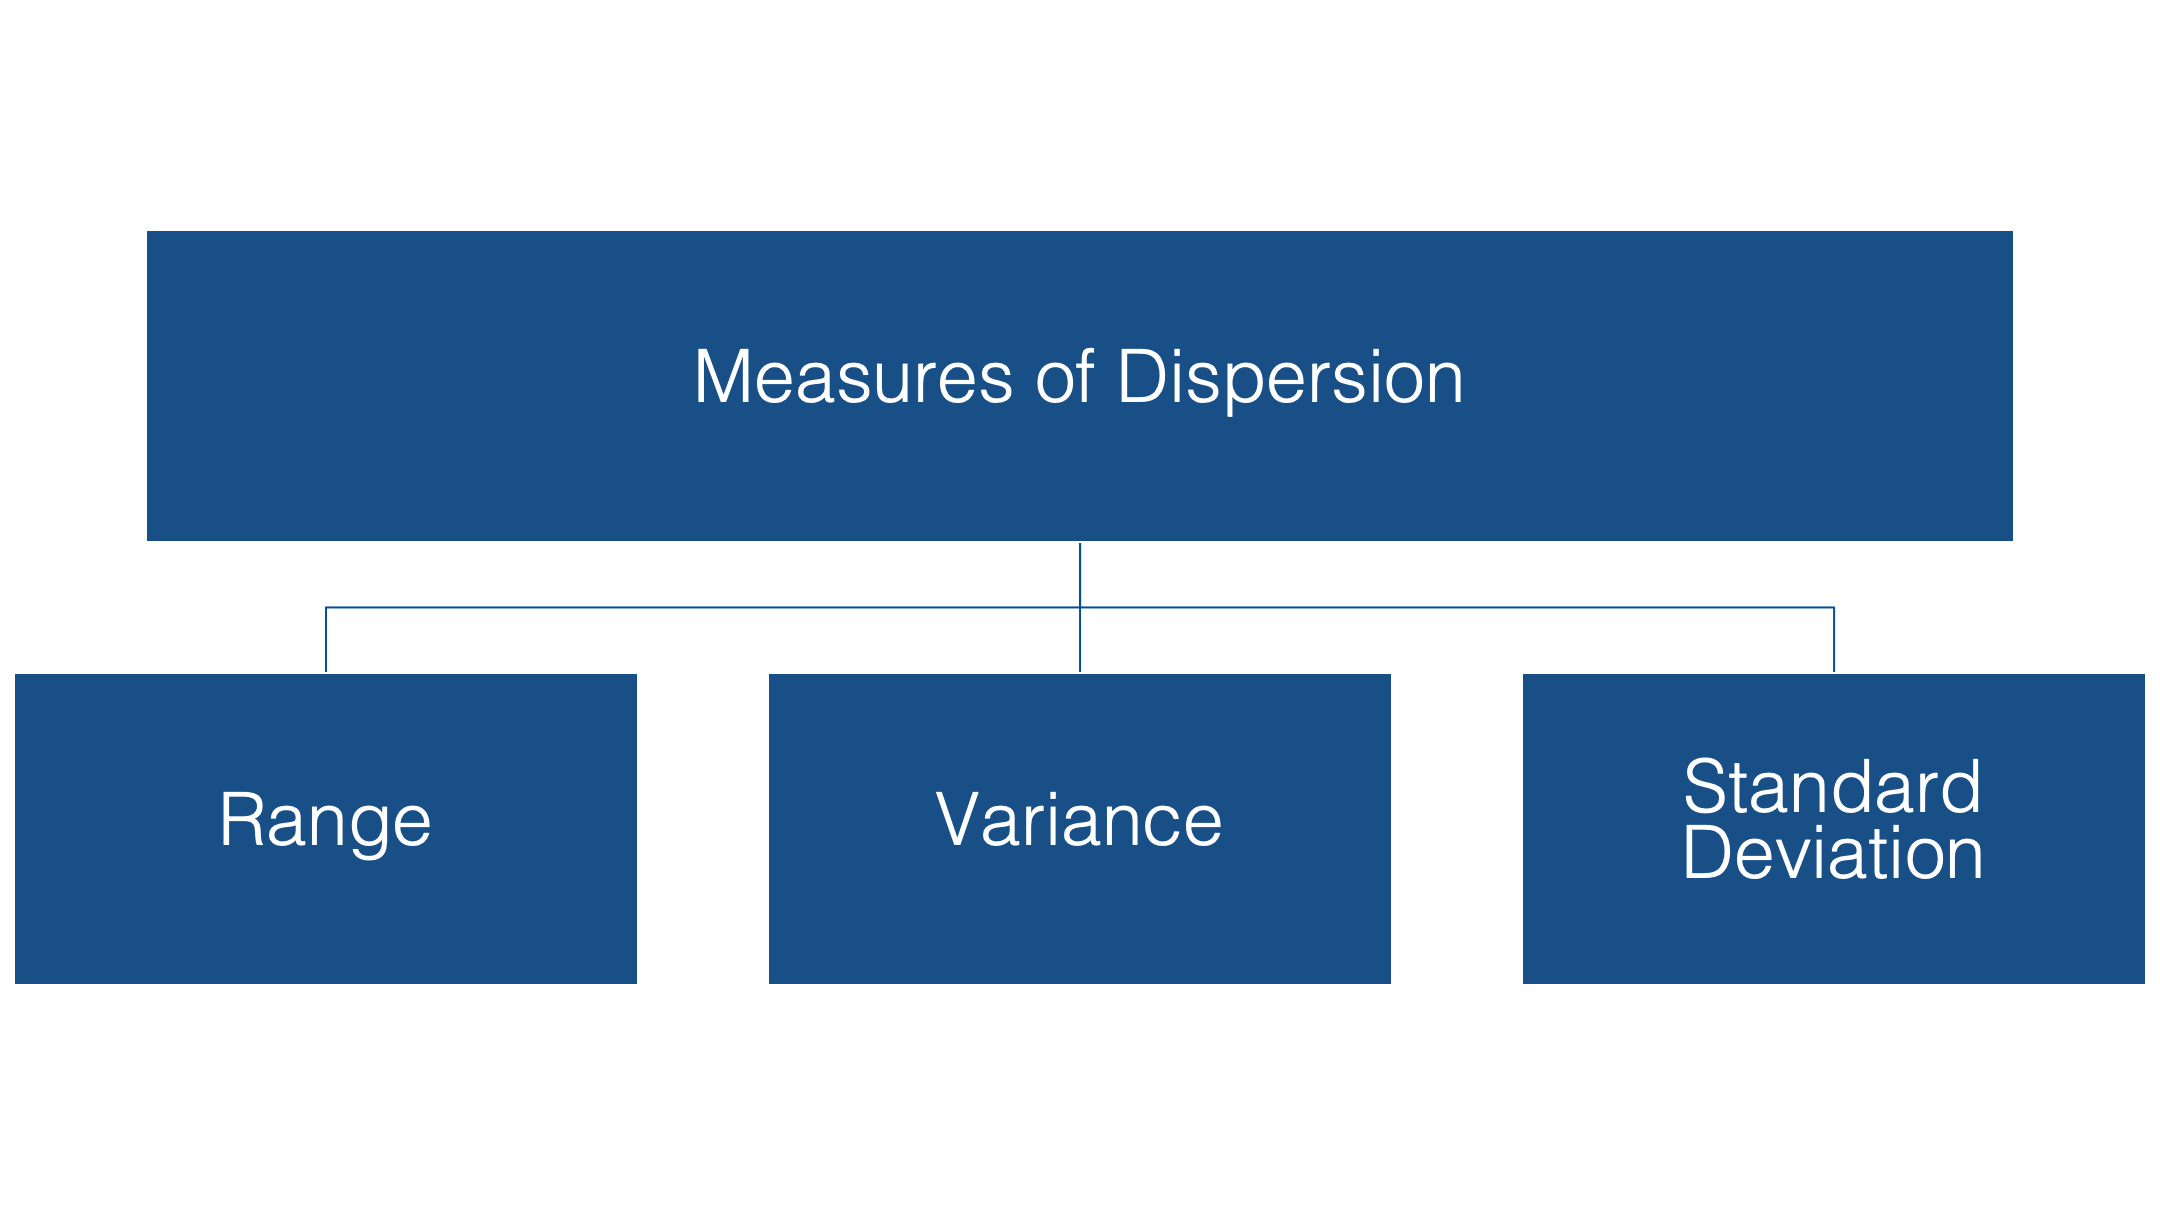 Measures of Dispersion
Range
Variance
Standard
Deviation